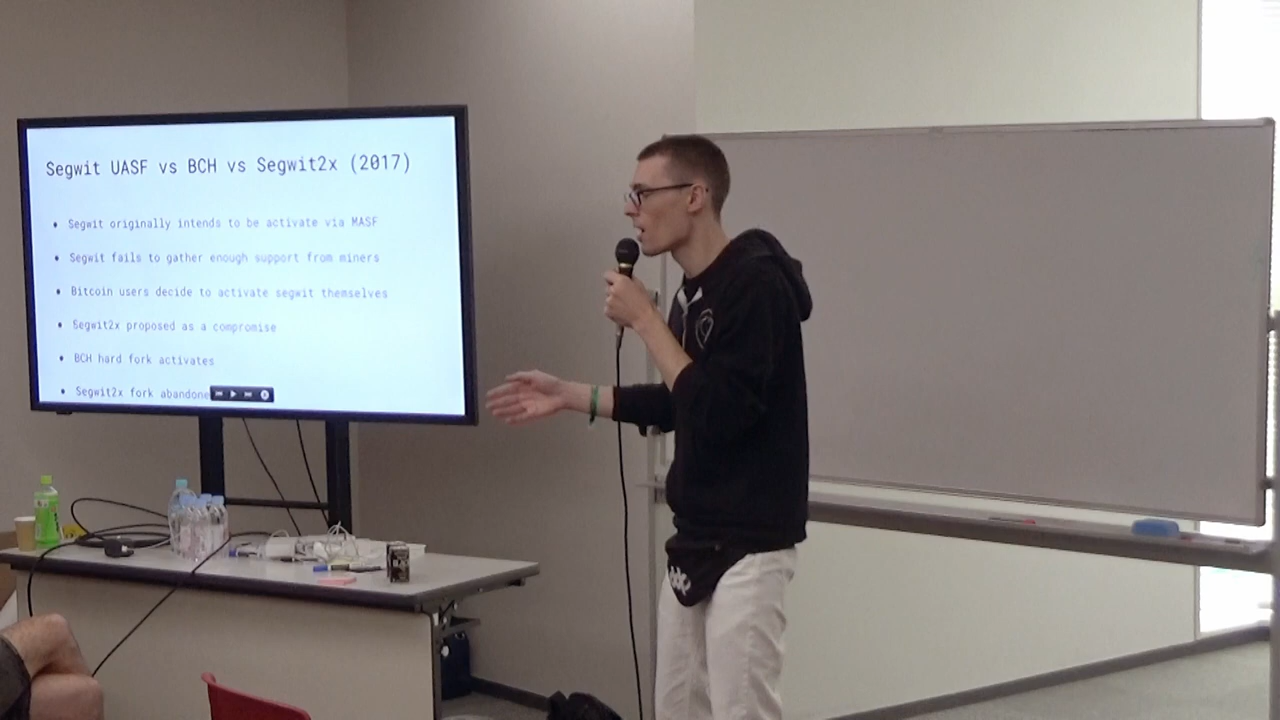 Segwit UASF vs BCH vs Segwit2x (2017)
• Segwit originally intends to be activate via MASF
• Segwit fails to gather enough support from miners
• Bitcoin users decide to activate segwit themselves
• Segwit2x proposed as a compromise
• BCH hard fork activates
• Segwit2x fork abandone